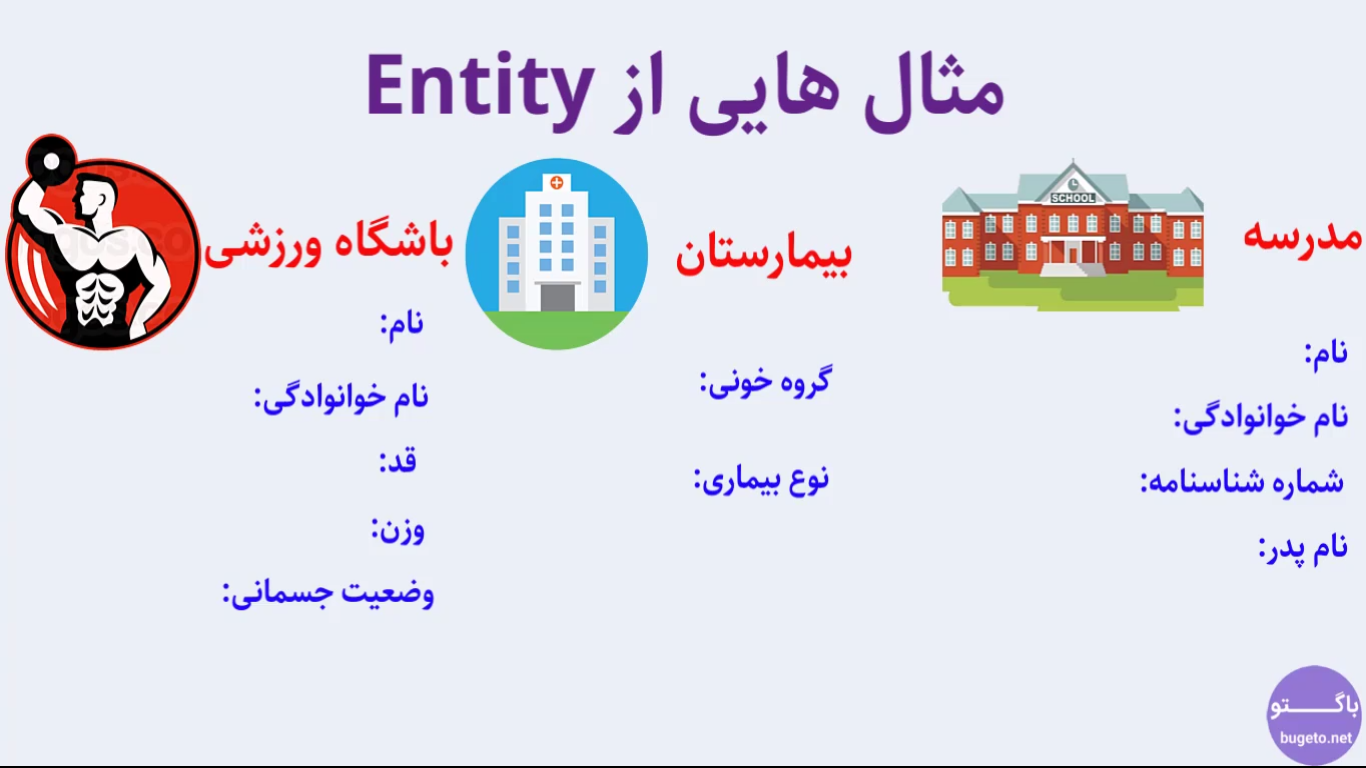 مثال هایی از Entity
مدرسه
SCHOOL
نام:
نام خوانوادگی:
شماره شناسنامه:
نام پدر:
بیمارستان
گروه خونی:
نوع بیماری:
باشگاه ورزشی
نام:
نام خوانوادگی:
قد:
وزن:
وضعیت جسمانی:
باگـــتو
bugeto.net